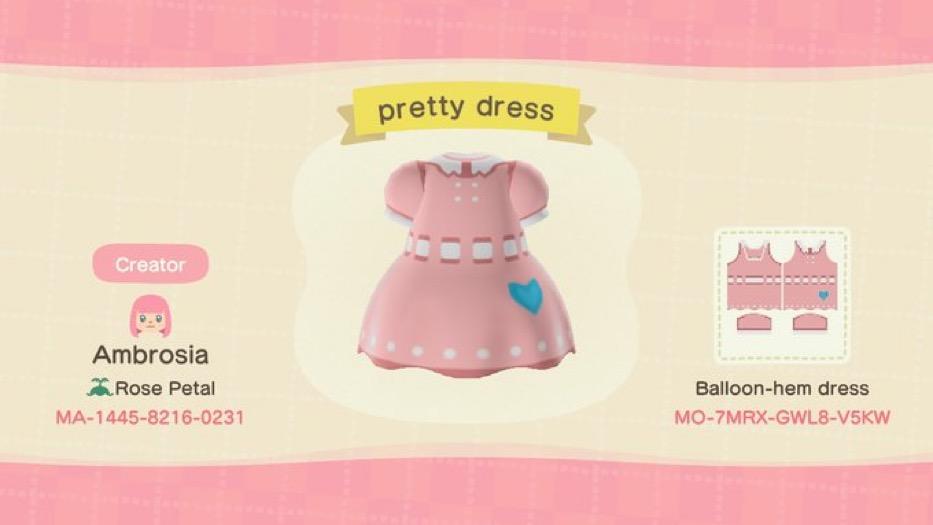 pretty dress
Creator
Ambrosia
Rose Petal
MA-1445-8216-0231
Balloon-hem dress
MO-7MRX-GWL8-V5KW